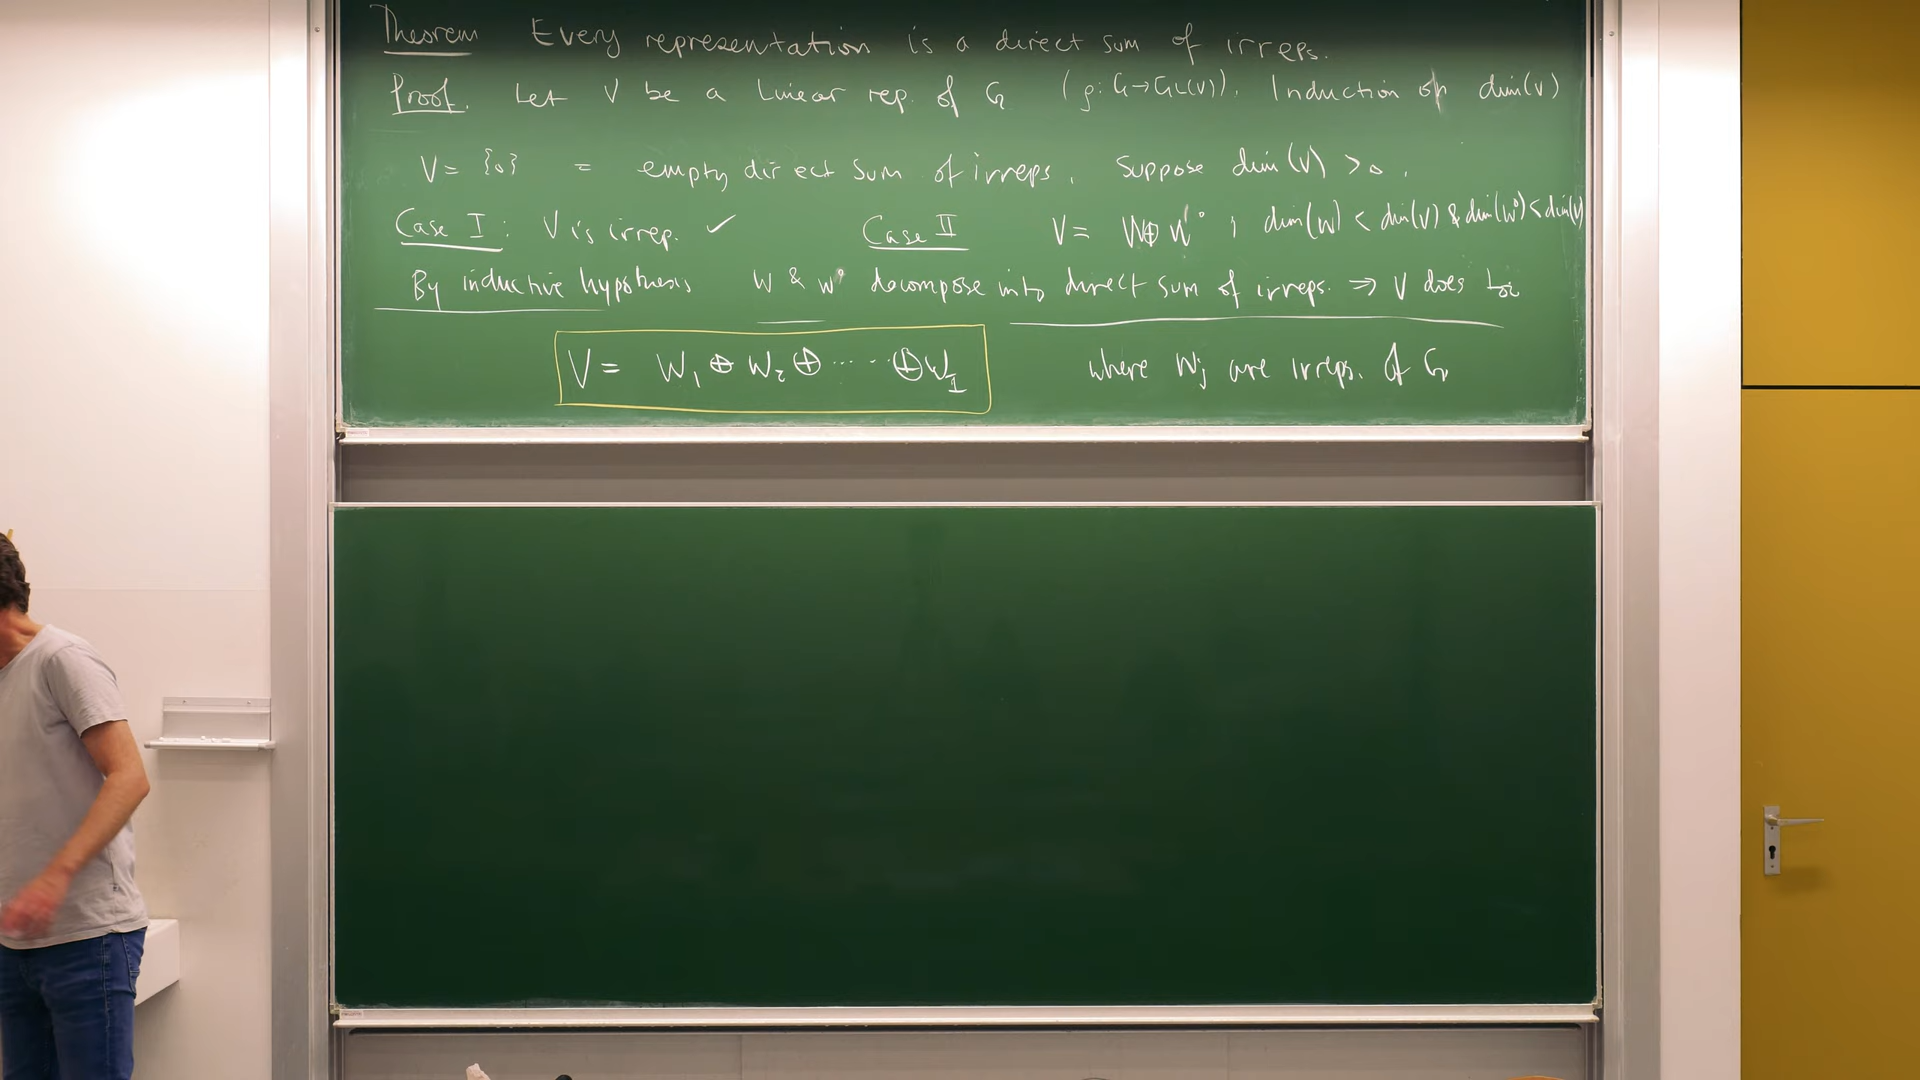 Theorem Every representation is a direct sum of irreps.
Proof. Let V be a linear rep. of G (ρ: G→GL(V)). Induction on dim(V)
V = {0} = empty direct sum of irreps. Suppose dim(V) > 0.
Case I: V is irrep. ✓ Case II V = W ⊕ W° ; dim(W) < dim(V) & dim(W°) < dim(V)
By inductive hypothesis W & W° decompose into direct sum of irreps. ⇒ V does too
V = W₁ ⊕ W₂ ⊕ ····· ⊕ W_I where Wj are irreps. of G